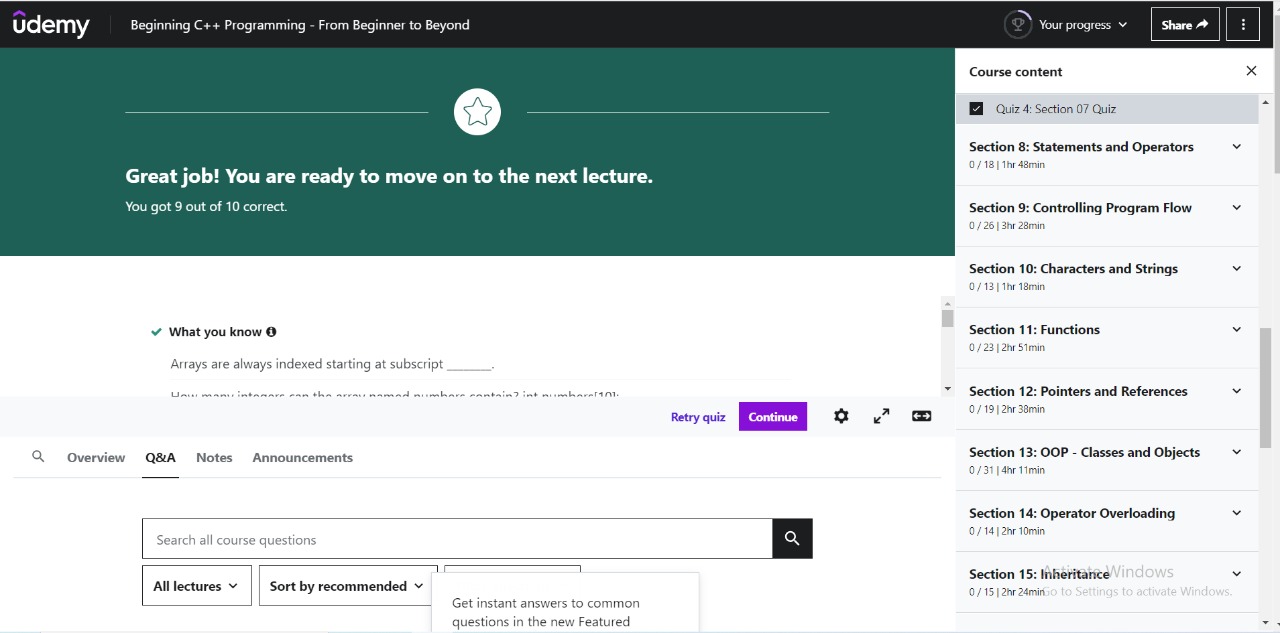 ûdemy
Beginning C++ Programming - From Beginner to Beyond
Your progress
Share
Great job! You are ready to move on to the next lecture.
You got 9 out of 10 correct.
What you know
Arrays are always indexed starting at subscript ________.
How many integers can the array named numbers contain? int numbers[10];
Retry quiz
Continue
Overview
Q&A
Notes
Announcements
Search all course questions
All lectures
Sort by recommended
Get instant answers to common
questions in the new Featured
Course content
Quiz 4: Section 07 Quiz
Section 8: Statements and Operators
0 / 18 | 1hr 48min
Section 9: Controlling Program Flow
0 / 26 | 3hr 28min
Section 10: Characters and Strings
0 / 13 | 1hr 18min
Section 11: Functions
0 / 23 | 2hr 51min
Section 12: Pointers and References
0 / 19 | 2hr 38min
Section 13: OOP - Classes and Objects
0 / 31 | 4hr 11min
Section 14: Operator Overloading
0 / 14 | 2hr 10min
Section 15: Inheritance
0 / 15 | 2hr 24min
Activate Windows
Go to Settings to activate Windows.